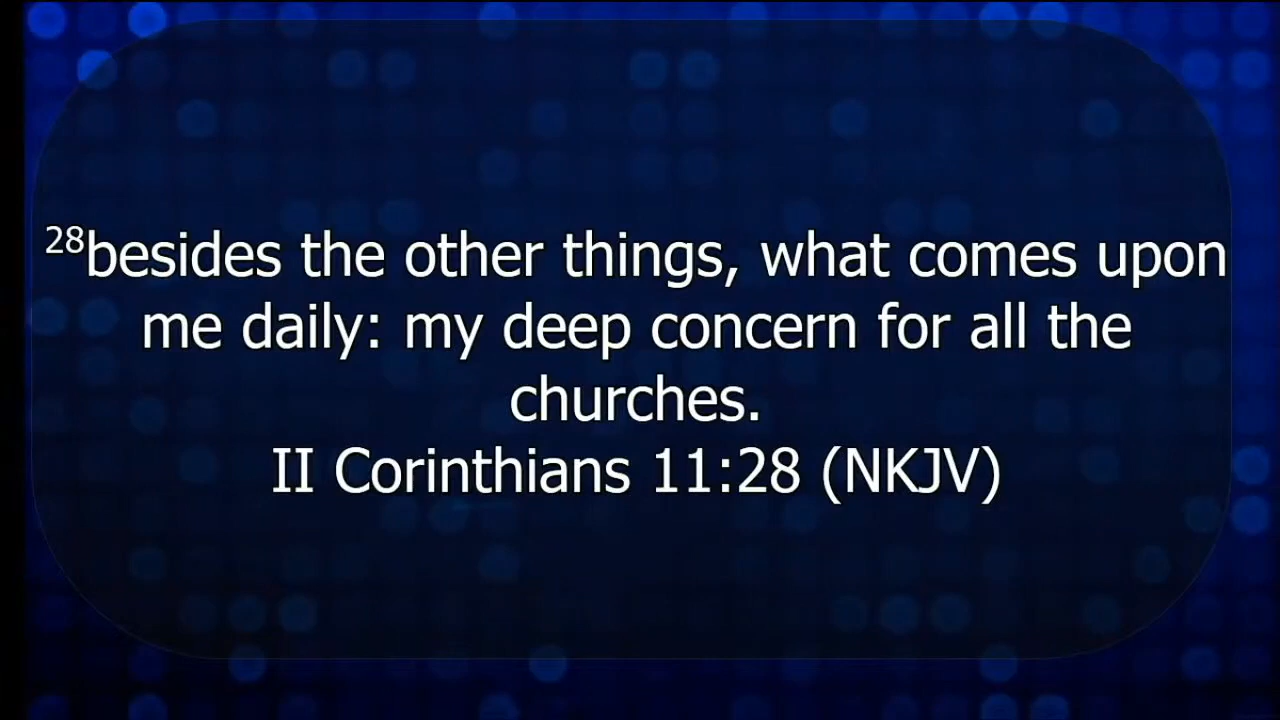 28besides the other things, what comes upon
me daily: my deep concern for all the
churches.
II Corinthians 11:28 (NKJV)